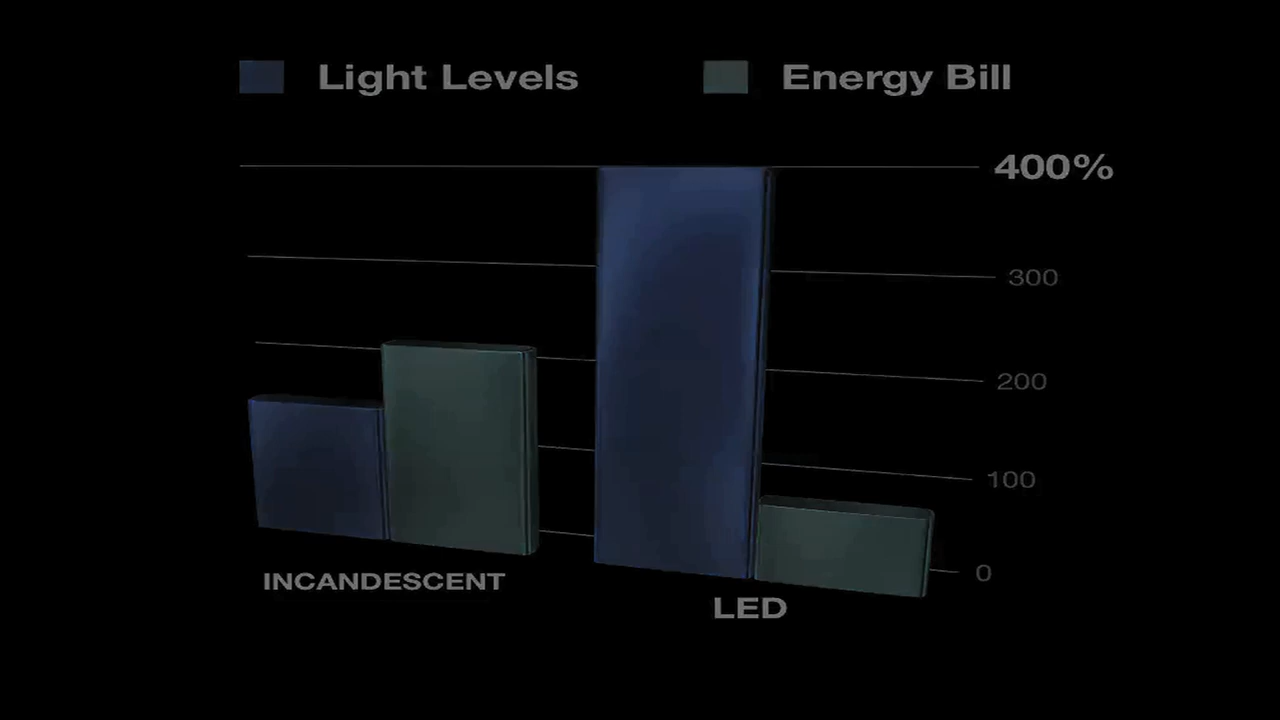 Light Levels
Energy Bill
400%
300
200
100
0
INCANDESCENT
LED